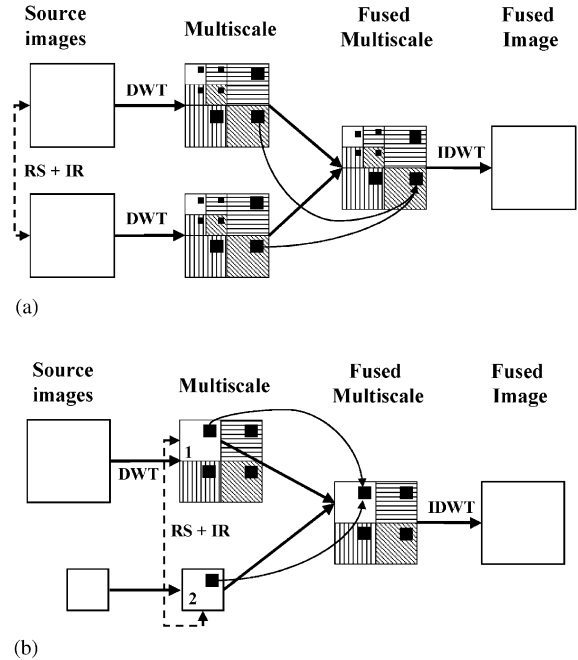 Source
images
Multiscale
Fused
Multiscale
Fused
Image
DWT
IDWT
RS + IR
DWT
(a)
Source
images
Multiscale
Fused
Multiscale
Fused
Image
1
DWT
IDWT
RS + IR
2
(b)